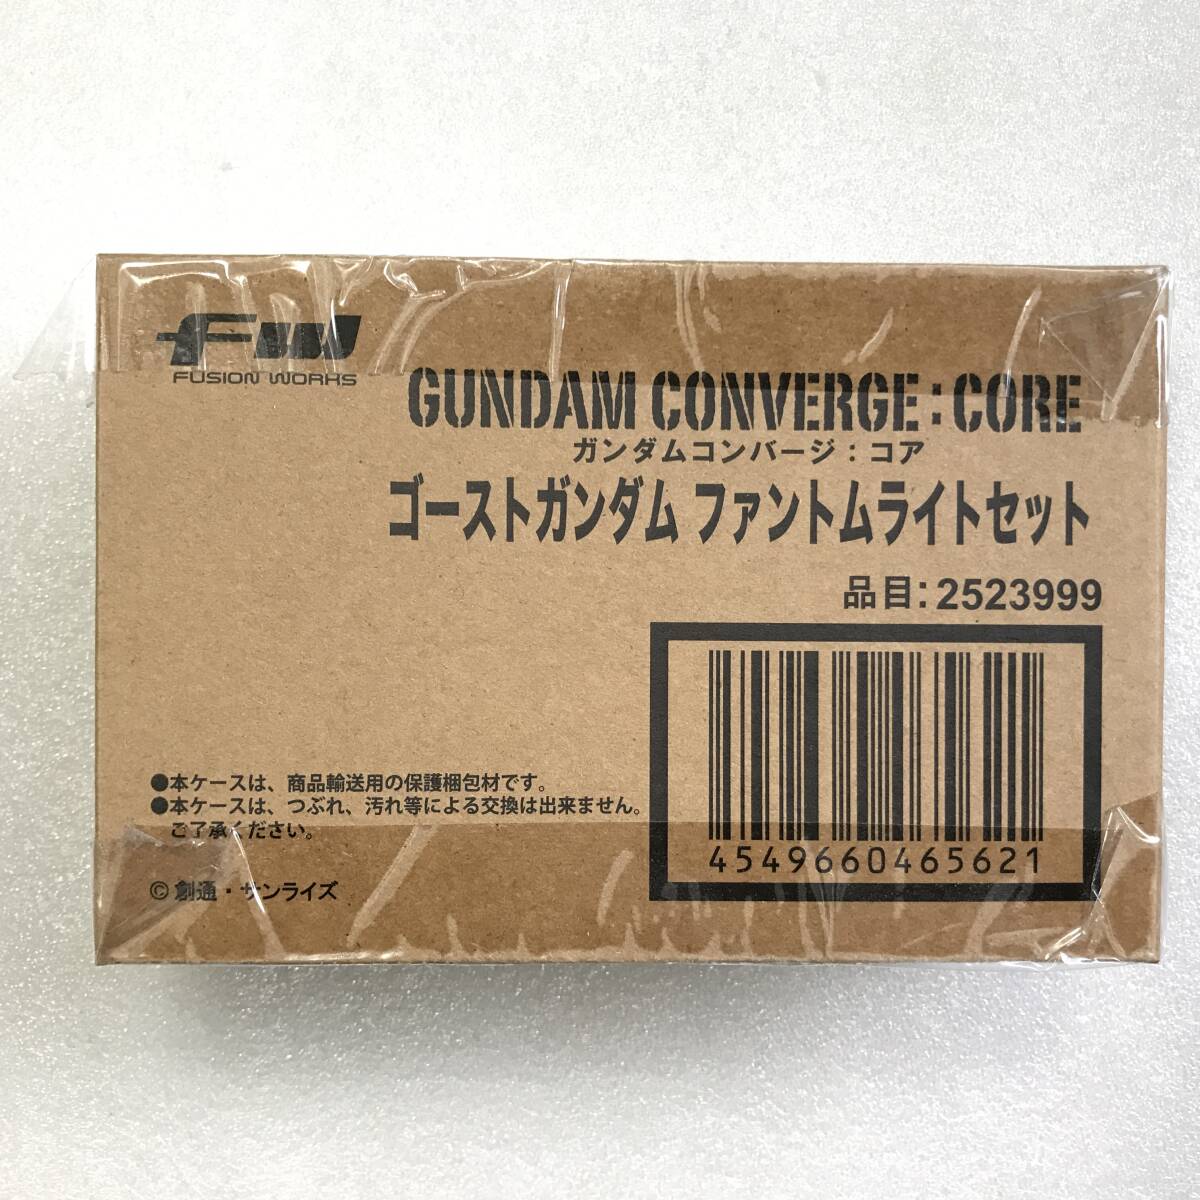 FW
FUSION WORKS
GUNDAM CONVERGE:CORE
ガンダムコンバージ：コア
ゴーストガンダム ファントムライトセット
品目：2523999
●本ケースは、商品輸送用の保護梱包材です。
●本ケースは、つぶれ、汚れ等による交換は出来ません。
ご了承ください。
4549660465621
©創通・サンライズ